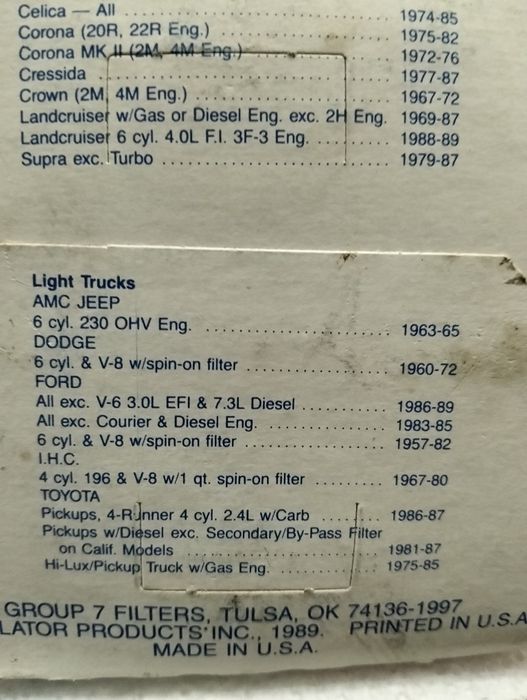 Celica — All .............................. 1974-85
Corona (20R, 22R Eng.) .................... 1975-82
Corona MK II (2M, 4M Eng.) ................ 1972-76
Cressida .................................. 1977-87
Crown (2M, 4M Eng.) ....................... 1967-72
Landcruiser w/Gas or Diesel Eng. exc. 2H Eng. 1969-87
Landcruiser 6 cyl. 4.0L F.I. 3F-3 Eng. ......... 1988-89
Supra exc. Turbo .......................... 1979-87
Light Trucks
AMC JEEP
6 cyl. 230 OHV Eng. ....................... 1963-65
DODGE
6 cyl. & V-8 w/spin-on filter ................... 1960-72
FORD
All exc. V-6 3.0L EFI & 7.3L Diesel ........... 1986-89
All exc. Courier & Diesel Eng. ................ 1983-85
6 cyl. & V-8 w/spin-on filter ................... 1957-82
I.H.C.
4 cyl. 196 & V-8 w/1 qt. spin-on filter ......... 1967-80
TOYOTA
Pickups, 4-Runner 4 cyl. 2.4L w/Carb ........ 1986-87
Pickups w/Diesel exc. Secondary/By-Pass Filter
on Calif. Models .......................... 1981-87
Hi-Lux/Pickup Truck w/Gas Eng. ............. 1975-85
GROUP 7 FILTERS, TULSA, OK 74136-1997
LATOR PRODUCTS INC., 1989. PRINTED IN U.S.A
MADE IN U.S.A.